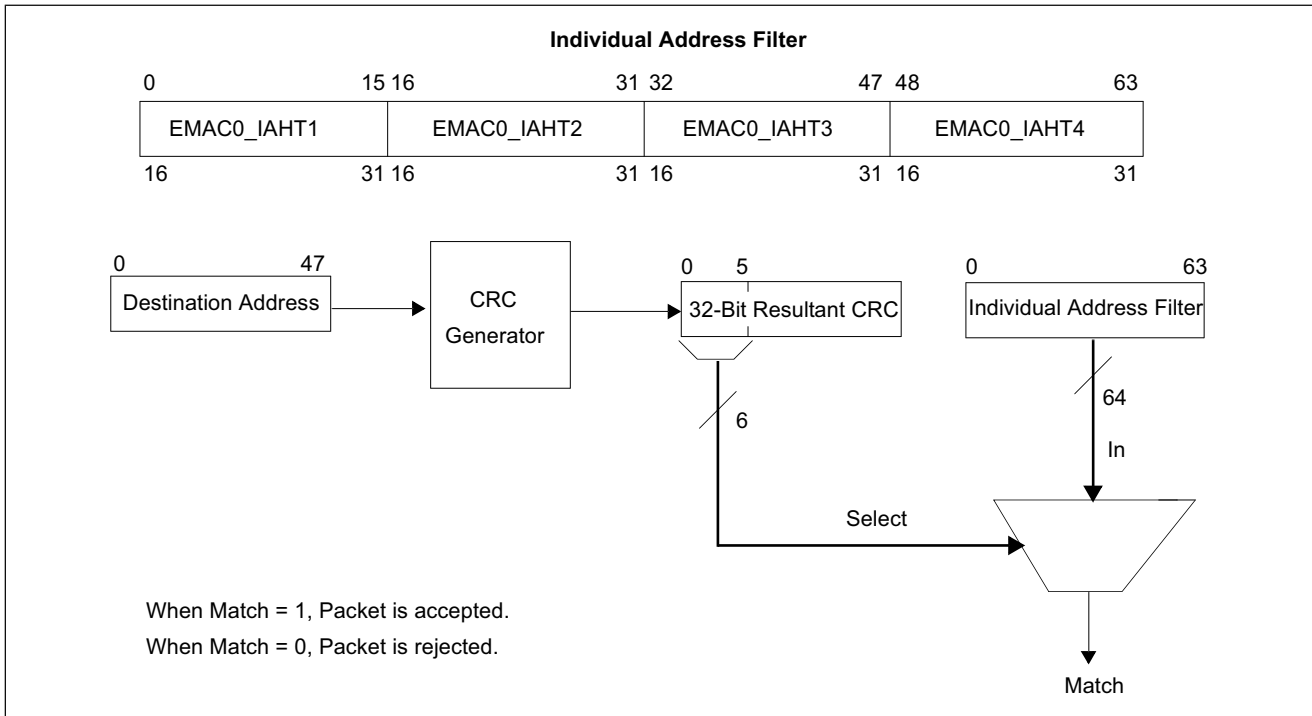 Individual Address Filter
0 15 16 31 32 47 48 63
EMAC0_IAHT1 EMAC0_IAHT2 EMAC0_IAHT3 EMAC0_IAHT4
16 31 16 31 16 31 16 31
0 47
Destination Address
CRC
Generator
0 5
32-Bit Resultant CRC
0 63
Individual Address Filter
6
64
In
Select
When Match = 1, Packet is accepted.
When Match = 0, Packet is rejected.
Match